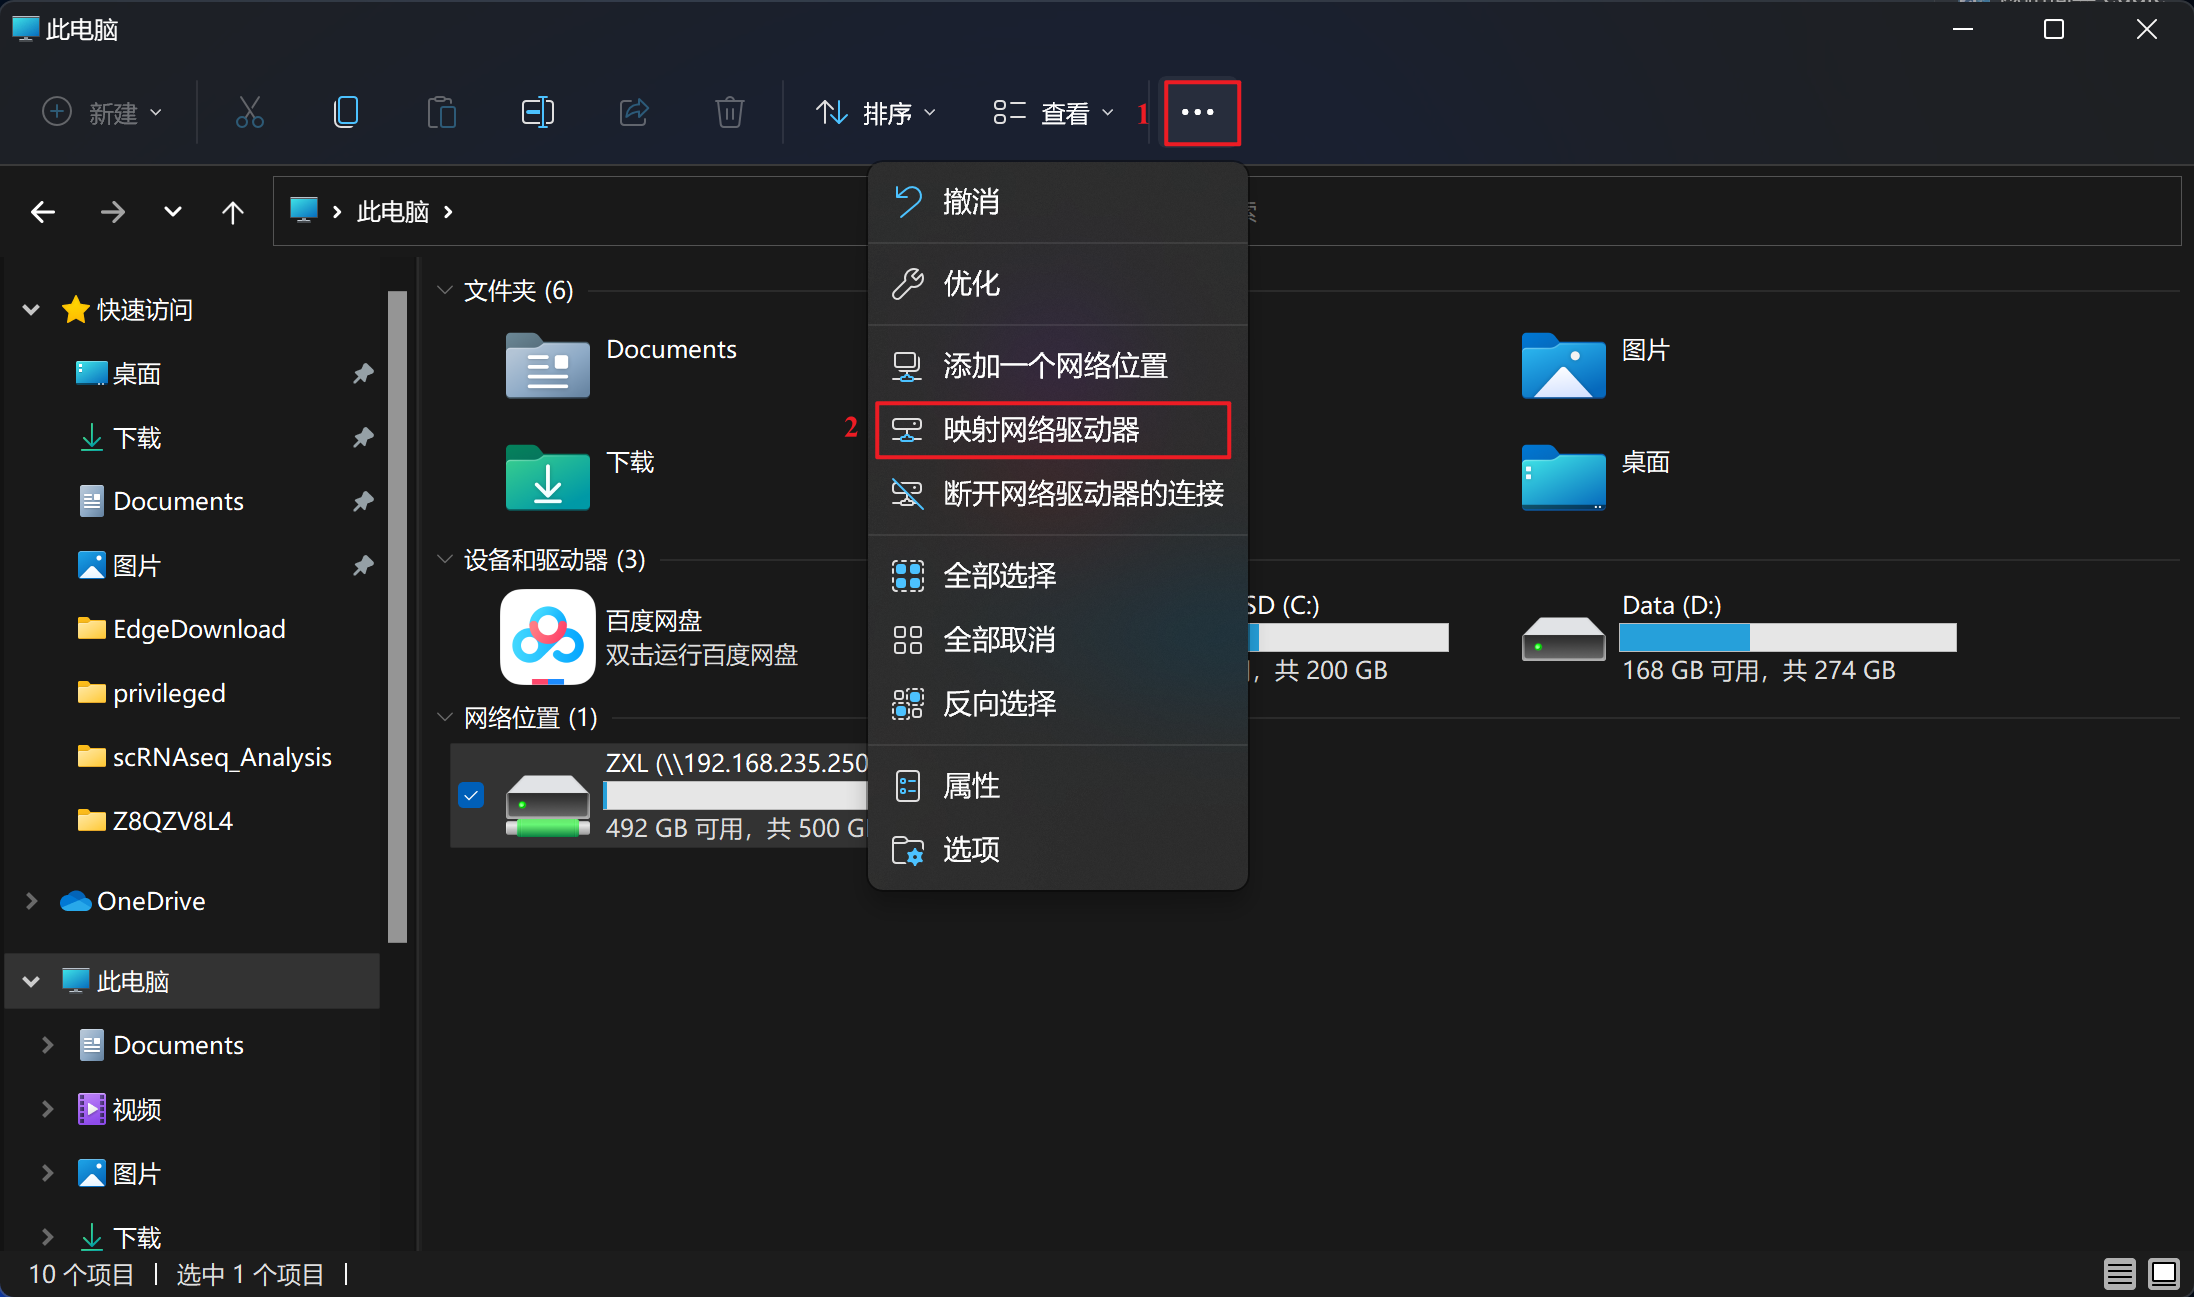 此电脑
新建
排序
查看
1
此电脑
快速访问
桌面
下载
Documents
图片
EdgeDownload
privileged
scRNAseq_Analysis
Z8QZV8L4
OneDrive
此电脑
Documents
视频
图片
下载
文件夹 (6)
Documents
图片
下载
桌面
设备和驱动器 (3)
百度网盘
双击运行百度网盘
SD (C:)
, 共 200 GB
Data (D:)
168 GB 可用, 共 274 GB
网络位置 (1)
ZXL (\\192.168.235.250
492 GB 可用, 共 500 G
撤消
优化
添加一个网络位置
2
映射网络驱动器
断开网络驱动器的连接
全部选择
全部取消
反向选择
属性
选项
10 个项目
选中 1 个项目